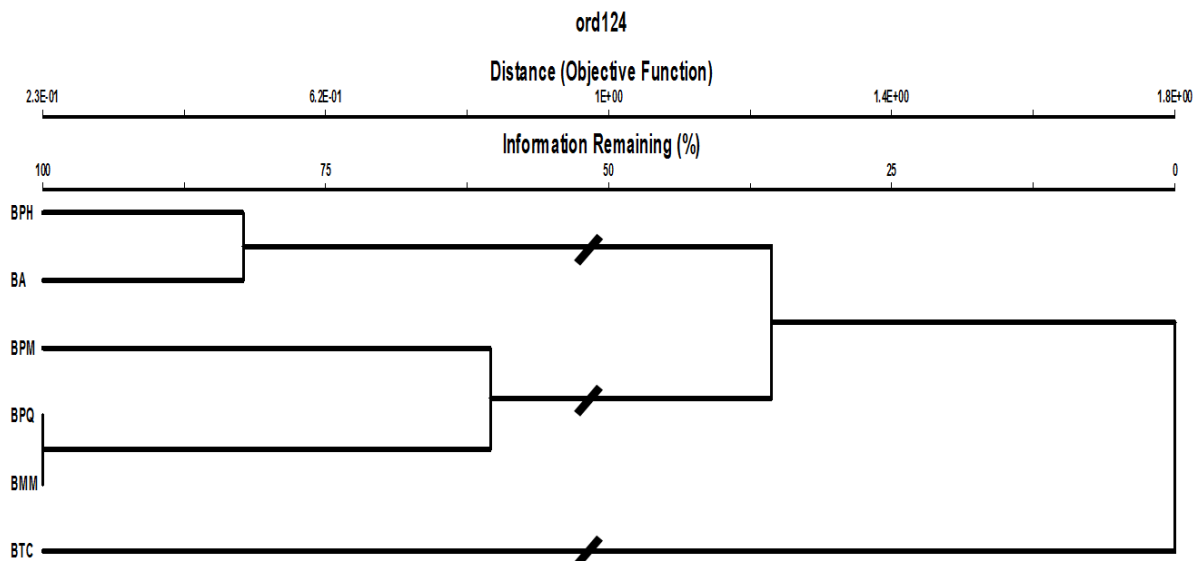 ord124
Distance (Objective Function)
2.3E-01 6.2E-01 1E+00 1.4E+00 1.8E+00
Information Remaining (%)
100 75 50 25 0
BPH
BA
BPM
BPQ
BMM
BTC